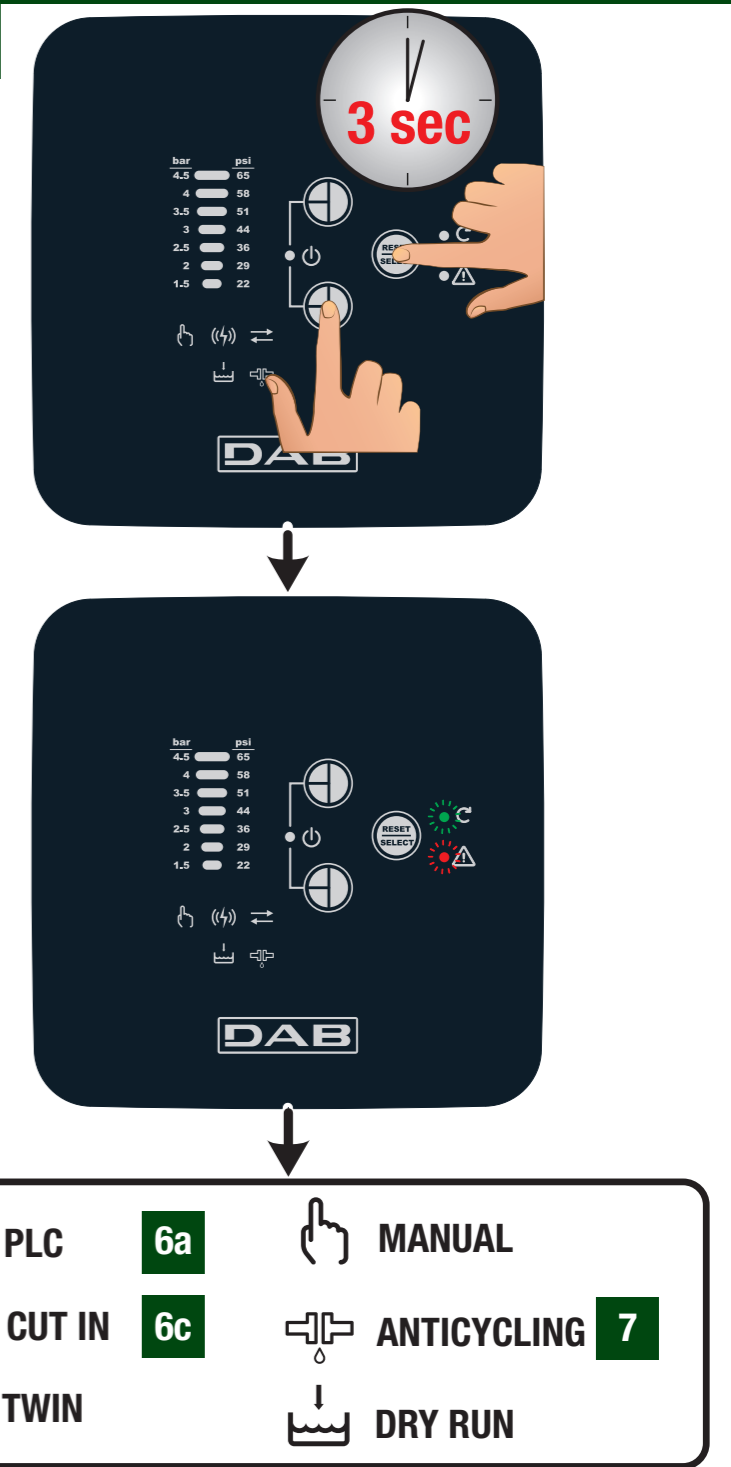 3 sec
bar psi
4.5 65
4 58
3.5 51
3 44
2.5 36
2 29
1.5 22
DAB
bar psi
4.5 65
4 58
3.5 51
3 44
2.5 36
2 29
1.5 22
RESET
SELECT
DAB
PLC 6a MANUAL
CUT IN 6c ANTICYCLING 7
TWIN DRY RUN